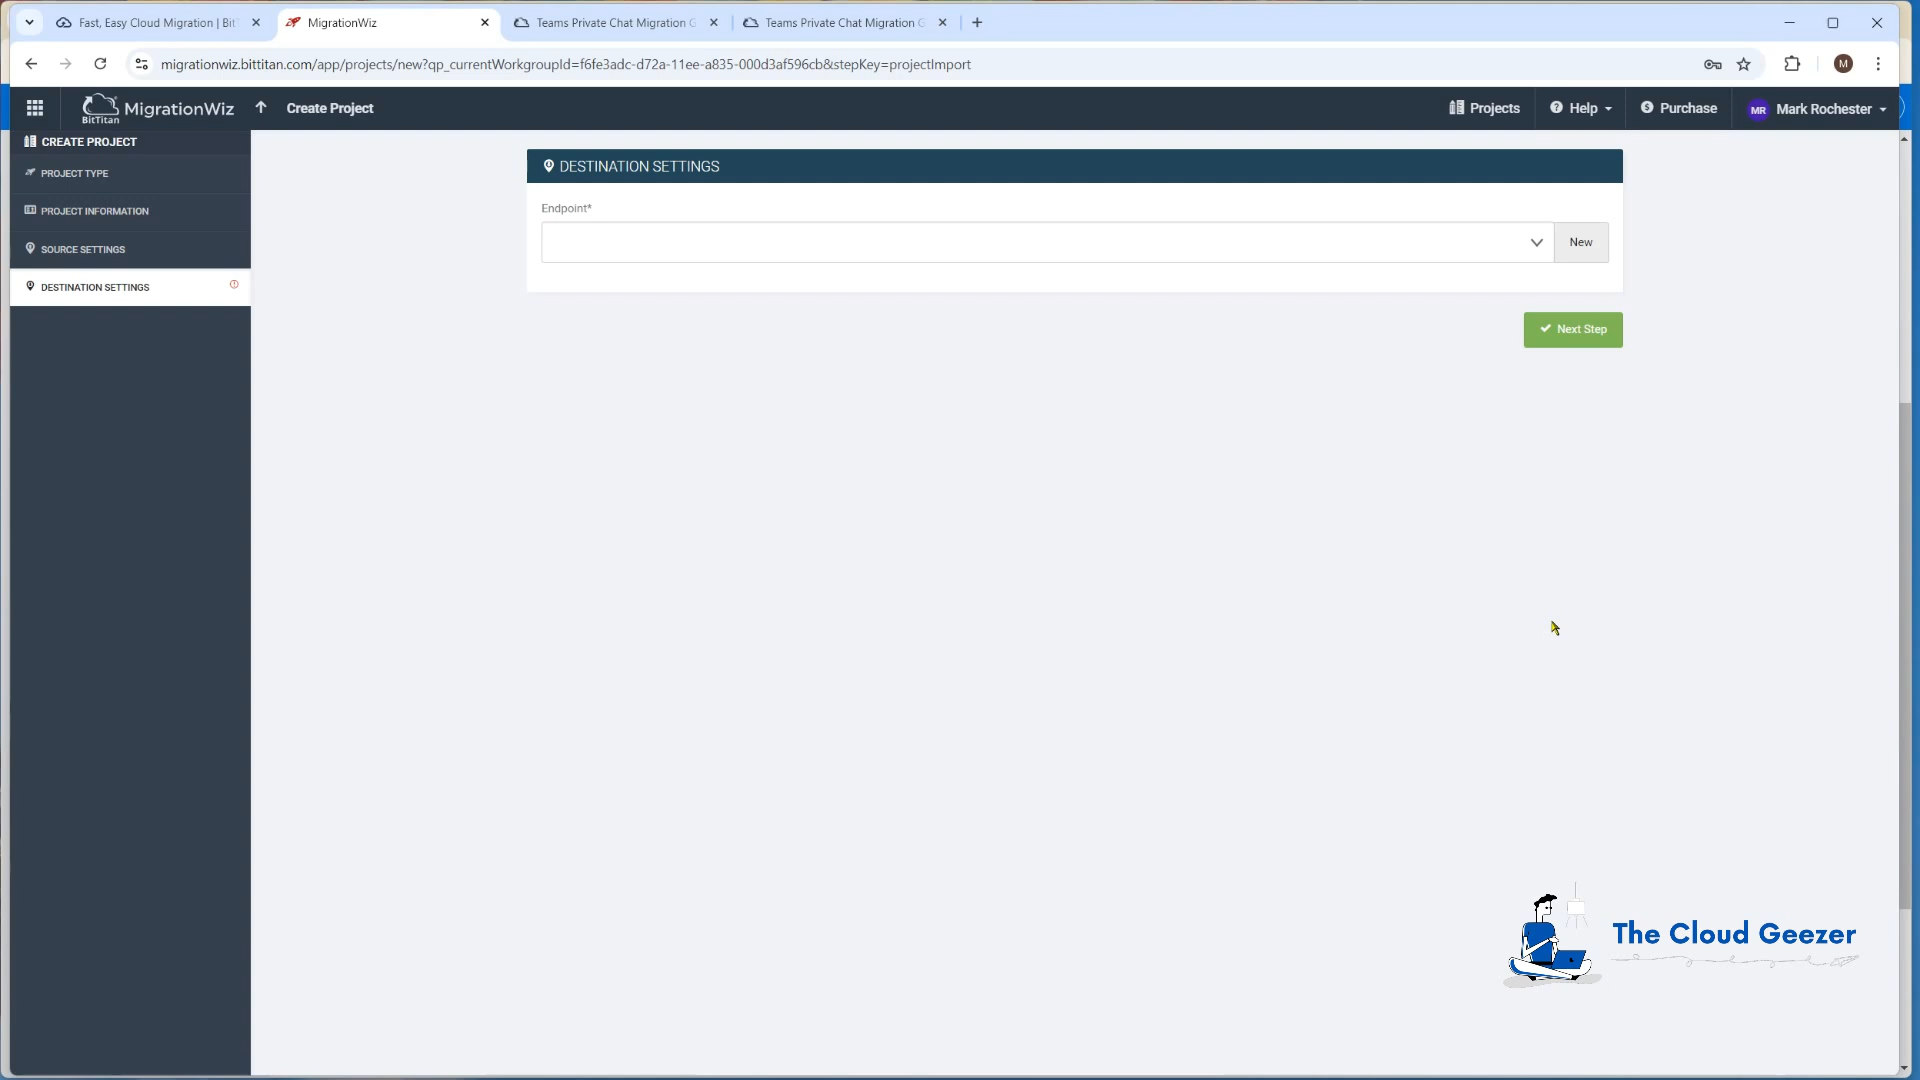 Fast, Easy Cloud Migration | Bit
MigrationWiz
Teams Private Chat Migration G
Teams Private Chat Migration G
migrationwiz.bittitan.com/app/projects/new?qp_currentWorkgroupId=f6fe3adc-d72a-11ee-a835-000d3af596cb&stepKey=projectImport
M
BitTitan
MigrationWiz
Create Project
Projects
Help
Purchase
MR
Mark Rochester
CREATE PROJECT
PROJECT TYPE
PROJECT INFORMATION
SOURCE SETTINGS
DESTINATION SETTINGS
DESTINATION SETTINGS
Endpoint*
New
Next Step
The Cloud Geezer